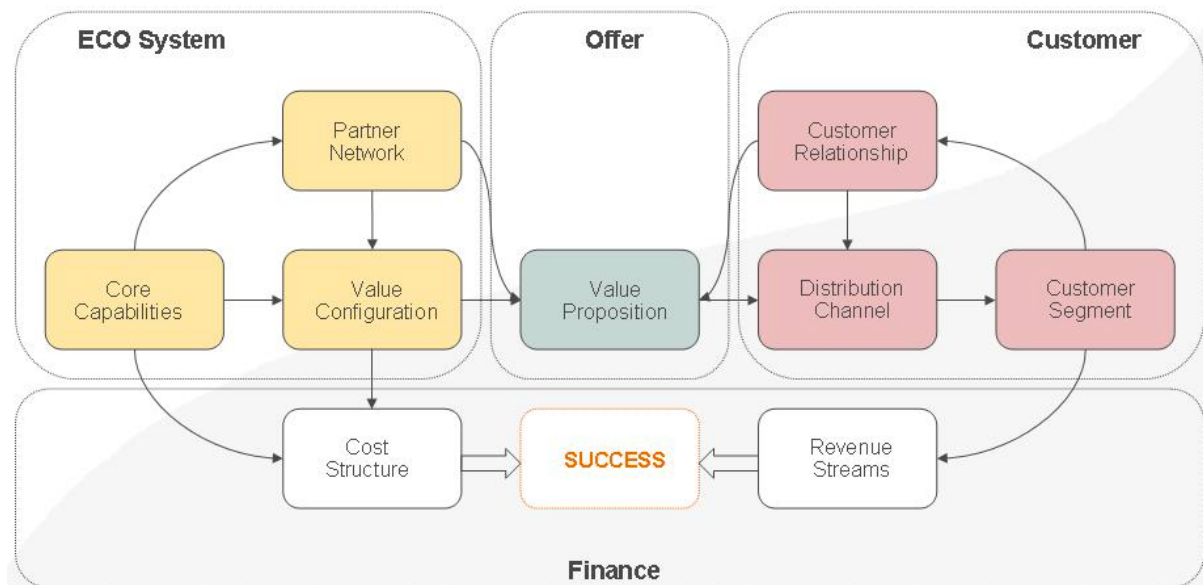 ECO System
Offer
Customer
Partner
Network
Customer
Relationship
Core
Capabilities
Value
Configuration
Value
Proposition
Distribution
Channel
Customer
Segment
Cost
Structure
SUCCESS
Revenue
Streams
Finance